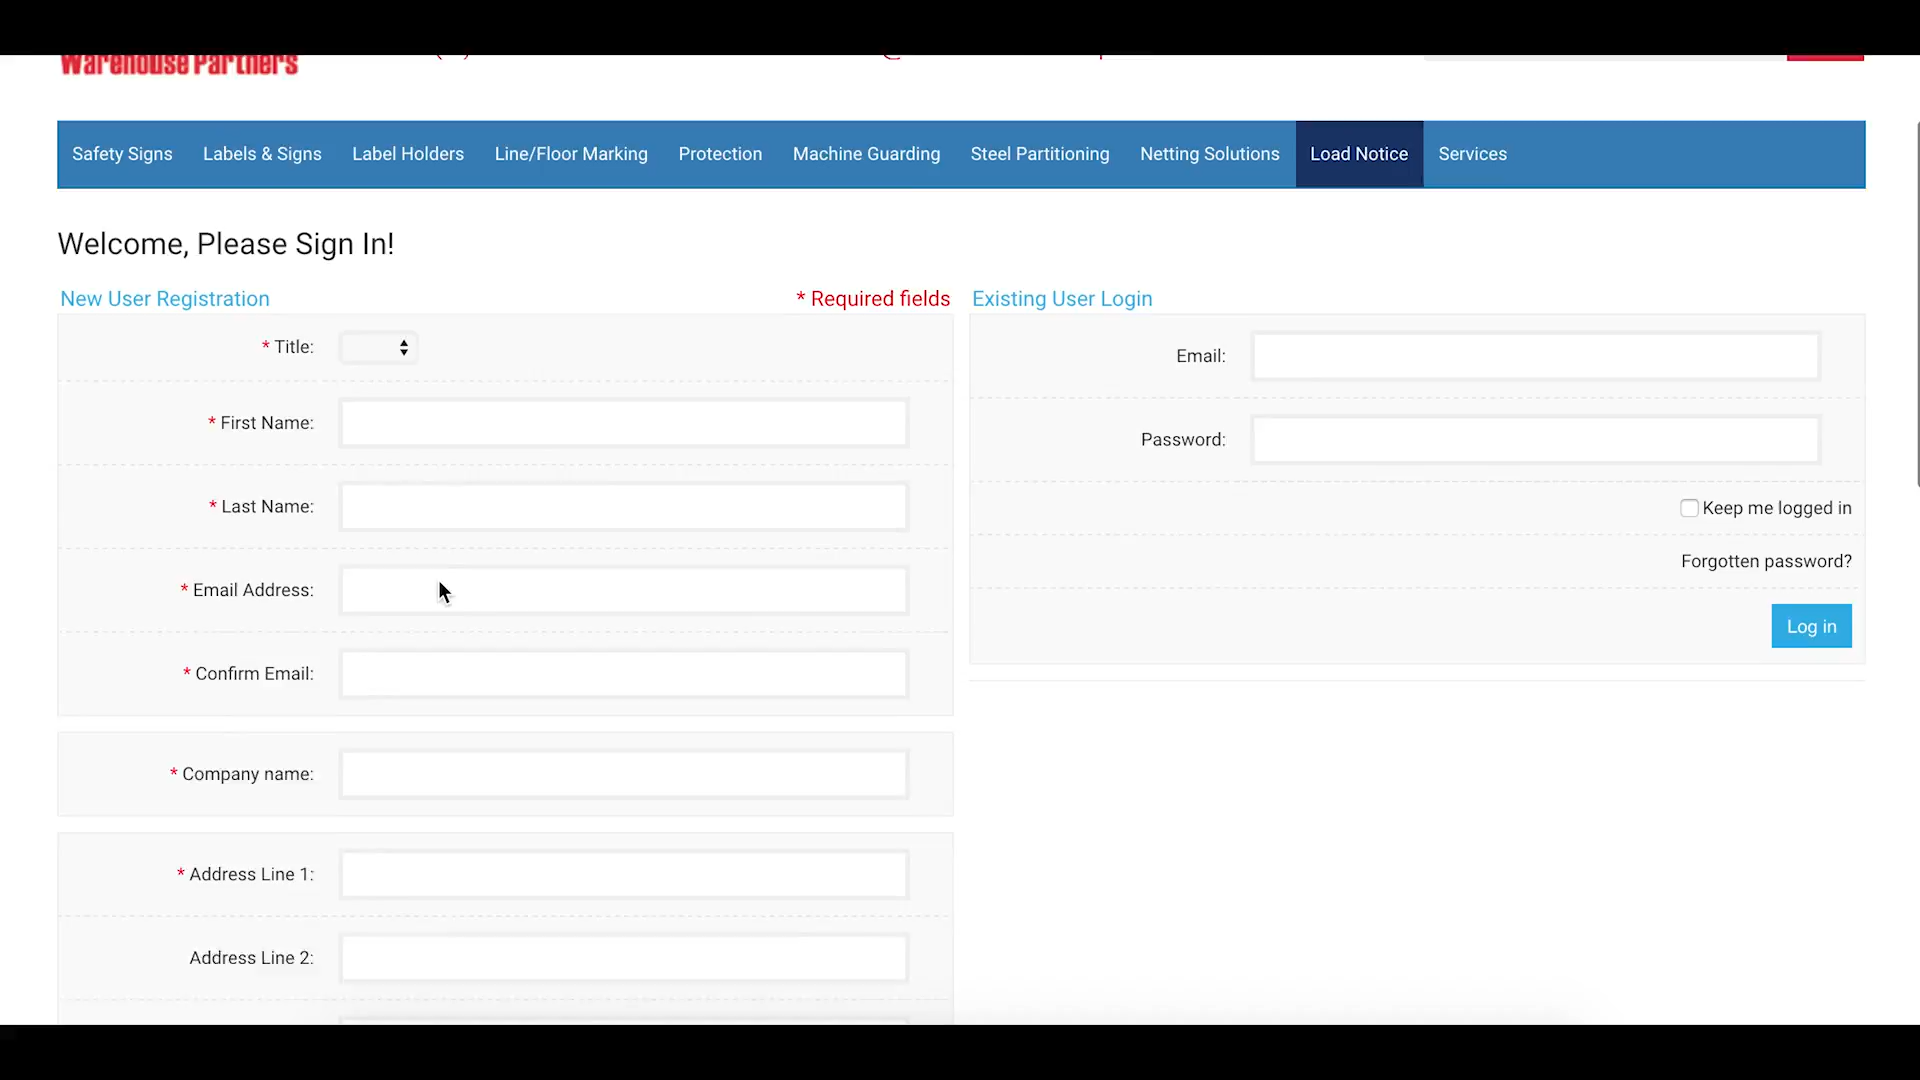 Warehouse Partners
Safety Signs Labels & Signs Label Holders Line/Floor Marking Protection Machine Guarding Steel Partitioning Netting Solutions Load Notice Services
Welcome, Please Sign In!
New User Registration * Required fields
* Title:
* First Name:
* Last Name:
* Email Address:
* Confirm Email:
* Company name:
* Address Line 1:
Address Line 2:
Existing User Login
Email:
Password:
Keep me logged in
Forgotten password?
Log in